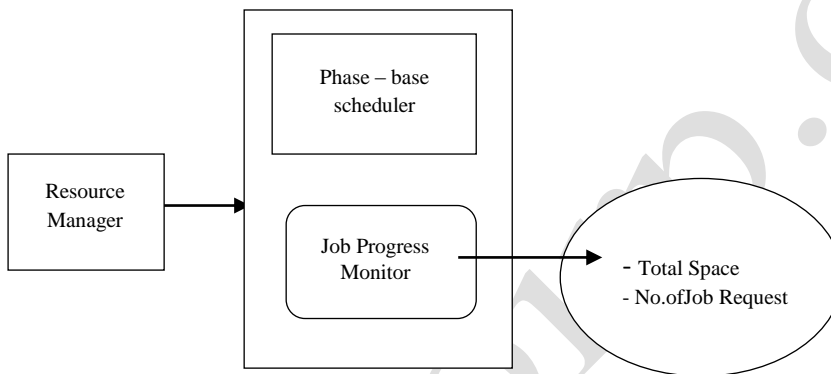 Phase – base
scheduler
Resource
Manager
Job Progress
Monitor
- Total Space
- No.ofJob Request